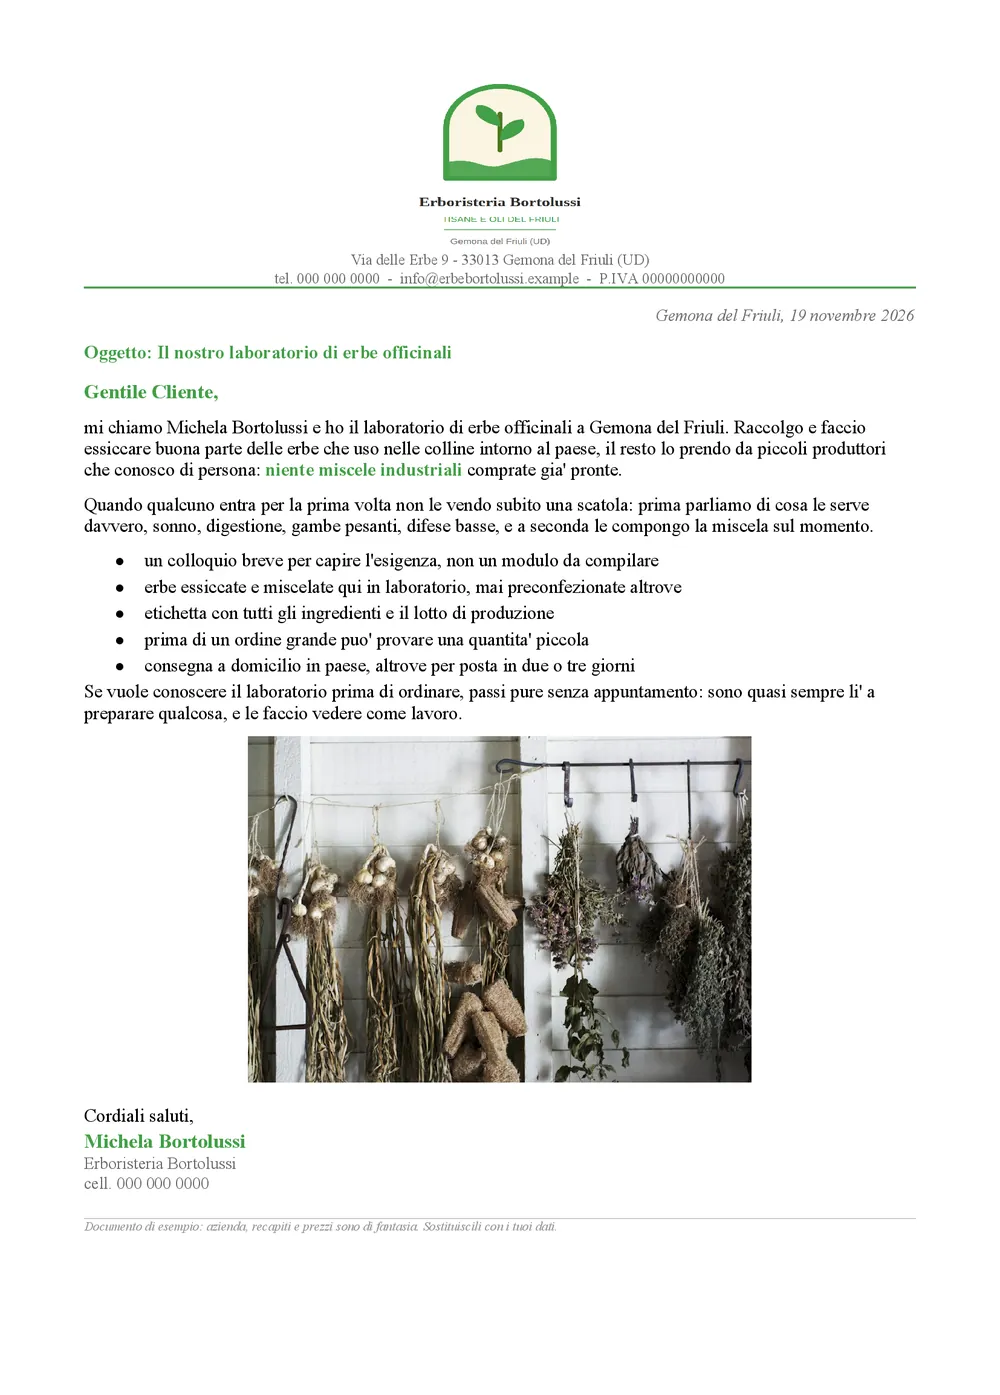 Erboristeria Bortolussi
TISANE E OLI DEL FRIULI
Gemona del Friuli (UD)
Via delle Erbe 9 - 33013 Gemona del Friuli (UD)
tel. 000 000 0000 - info@erbebortolussi.example - P.IVA 00000000000
Gemona del Friuli, 19 novembre 2026
Oggetto: Il nostro laboratorio di erbe officinali
Gentile Cliente,
mi chiamo Michela Bortolussi e ho il laboratorio di erbe officinali a Gemona del Friuli. Raccolgo e faccio
essiccare buona parte delle erbe che uso nelle colline intorno al paese, il resto lo prendo da piccoli produttori
che conosco di persona: niente miscele industriali comprate gia' pronte.
Quando qualcuno entra per la prima volta non le vendo subito una scatola: prima parliamo di cosa le serve
davvero, sonno, digestione, gambe pesanti, difese basse, e a seconda le compongo la miscela sul momento.
● un colloquio breve per capire l'esigenza, non un modulo da compilare
● erbe essiccate e miscelate qui in laboratorio, mai preconfezionate altrove
● etichetta con tutti gli ingredienti e il lotto di produzione
● prima di un ordine grande puo' provare una quantita' piccola
● consegna a domicilio in paese, altrove per posta in due o tre giorni
Se vuole conoscere il laboratorio prima di ordinare, passi pure senza appuntamento: sono quasi sempre li' a
preparare qualcosa, e le faccio vedere come lavoro.
Cordiali saluti,
Michela Bortolussi
Erboristeria Bortolussi
cell. 000 000 0000
Documento di esempio: azienda, recapiti e prezzi sono di fantasia. Sostituiscili con i tuoi dati.